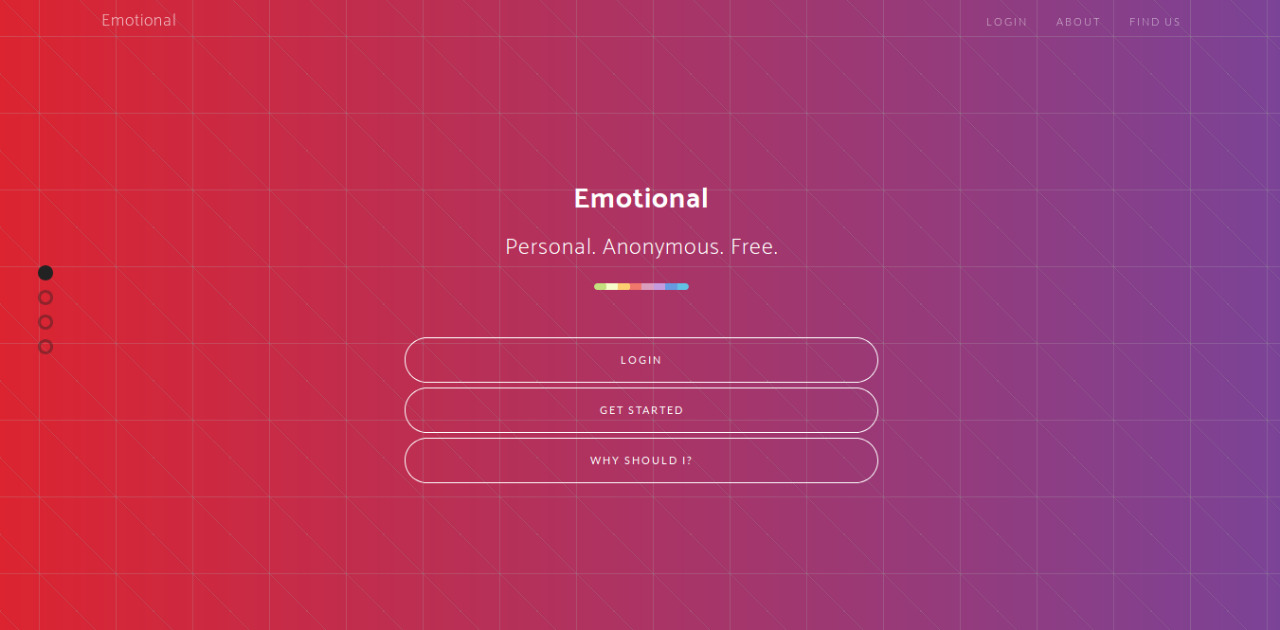 Emotional
LOGIN ABOUT FIND US
Emotional
Personal. Anonymous. Free.
LOGIN
GET STARTED
WHY SHOULD I?